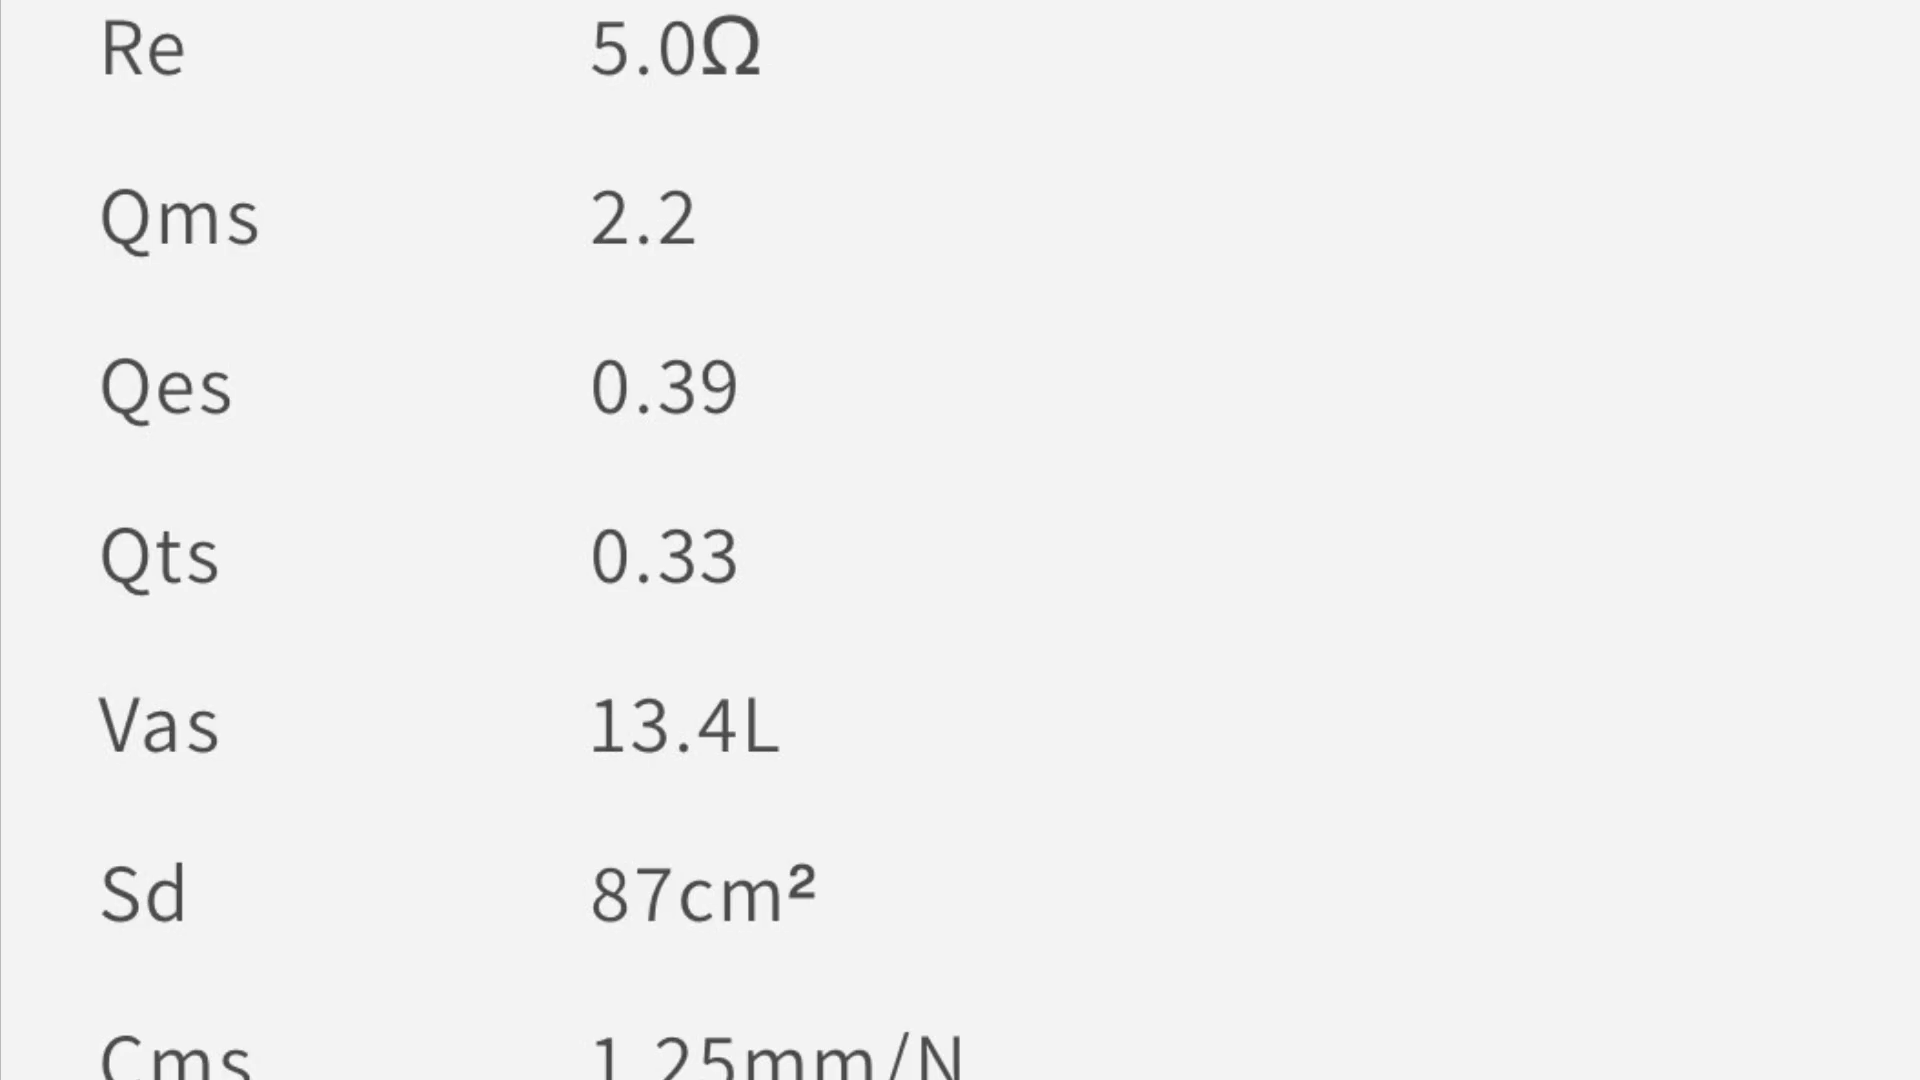 Re 5.0Ω
Qms 2.2
Qes 0.39
Qts 0.33
Vas 13.4L
Sd 87cm²
Cms 1.25mm/N